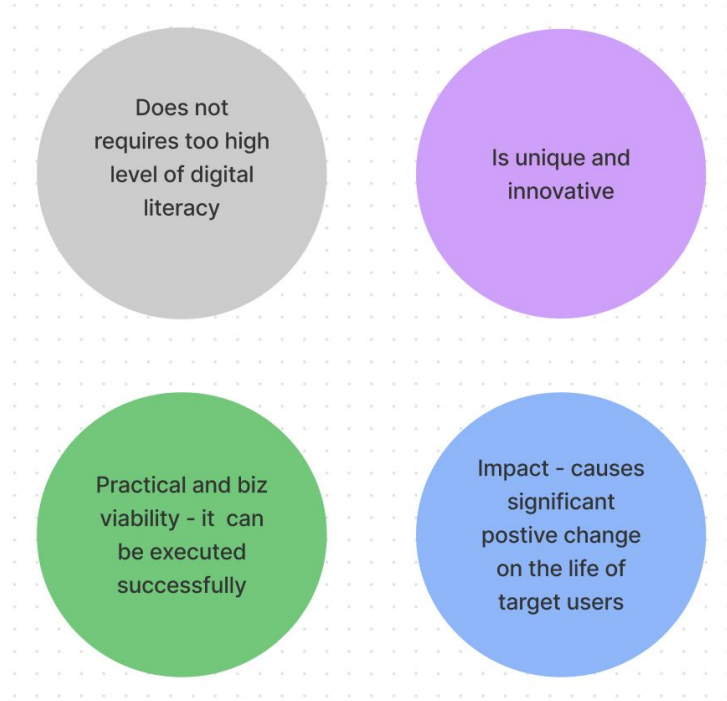 Does not
requires too high
level of digital
literacy
Is unique and
innovative
Practical and biz
viability - it  can
be executed
successfully
Impact - causes
significant
postive change
on the life of
target users